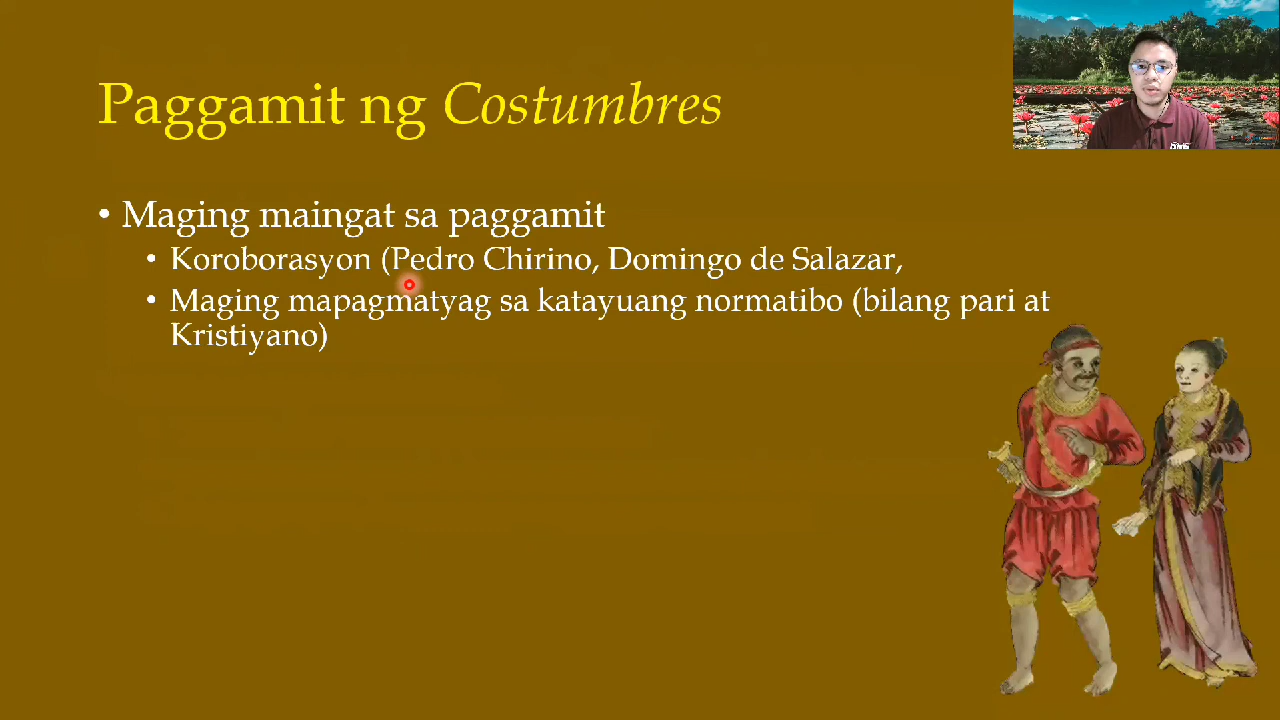 Paggamit ng Costumbres
• Maging maingat sa paggamit
• Koroborasyon (Pedro Chirino, Domingo de Salazar,
• Maging mapagmatyag sa katayuang normatibo (bilang pari at
Kristiyano)